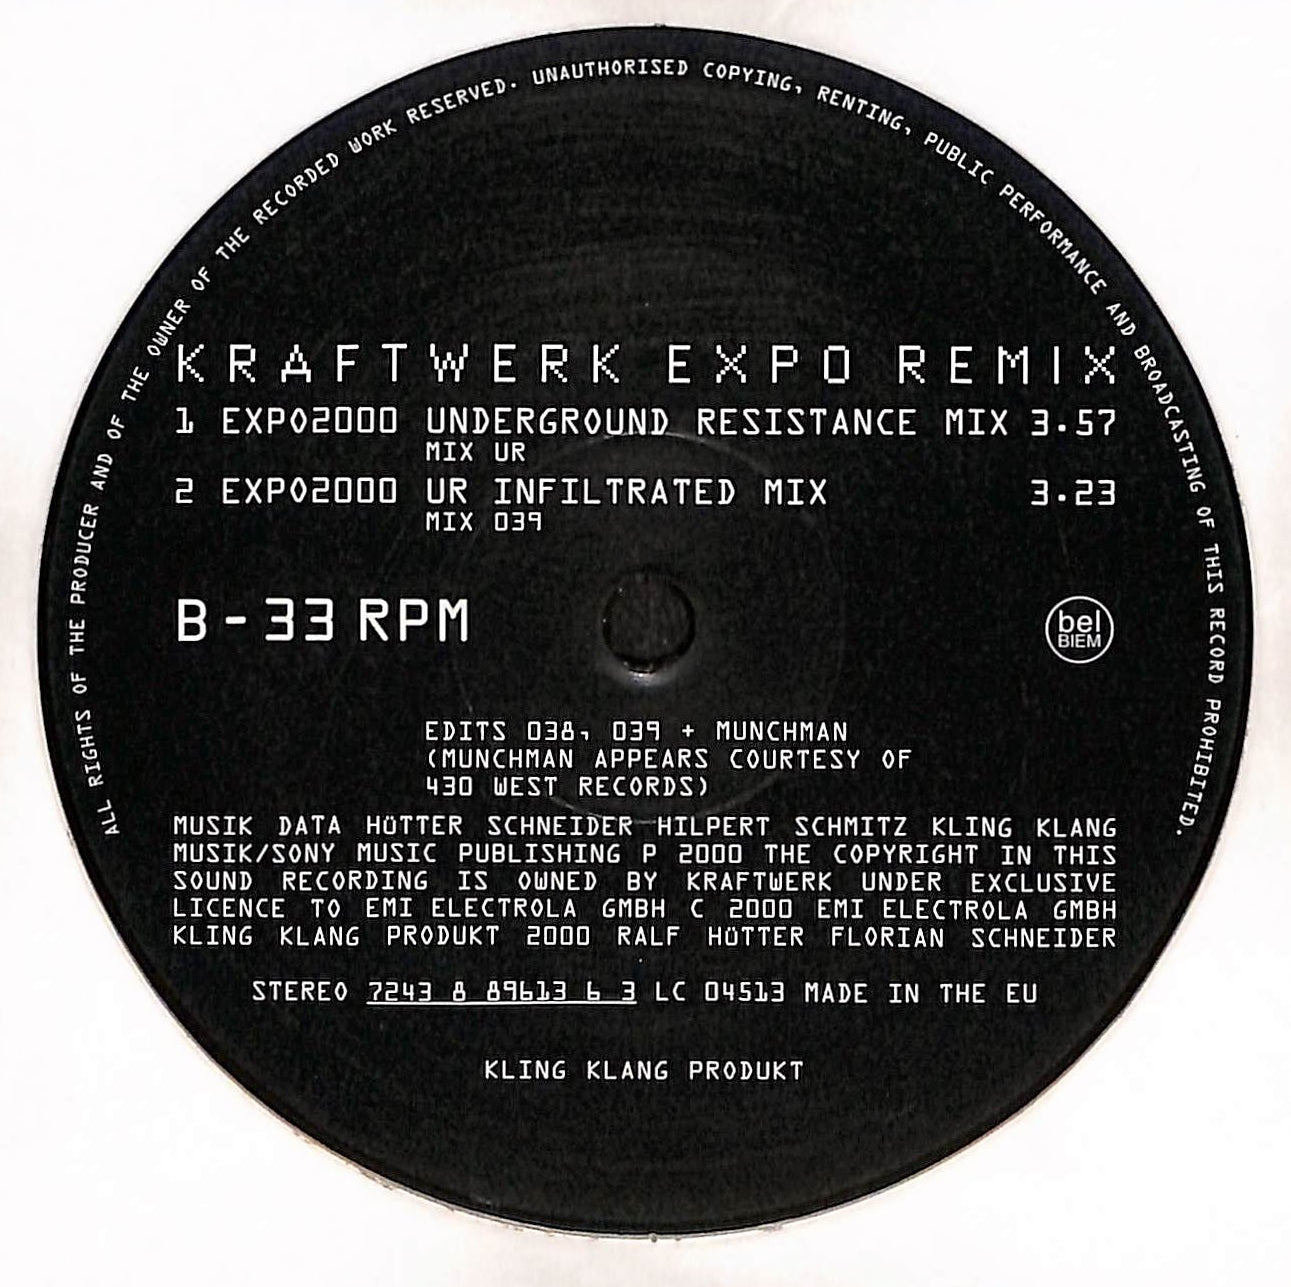 ALL RIGHTS OF THE PRODUCER AND OF THE OWNER OF THE RECORDED WORK RESERVED. UNAUTHORISED COPYING, RENTING, PUBLIC PERFORMANCE AND BROADCASTING OF THIS RECORD PROHIBITED.
KRAFTWERK EXPO REMIX
1 EXPO2000 UNDERGROUND RESISTANCE MIX 3.57
MIX UR
2 EXPO2000 UR INFILTRATED MIX 3.23
MIX 039
B-33 RPM
bel
BIEM
EDITS 038, 039 + MUNCHMAN
(MUNCHMAN APPEARS COURTESY OF
430 WEST RECORDS)
MUSIK DATA HÜTTER SCHNEIDER HILPERT SCHMITZ KLING KLANG
MUSIK/SONY MUSIC PUBLISHING P 2000 THE COPYRIGHT IN THIS
SOUND RECORDING IS OWNED BY KRAFTWERK UNDER EXCLUSIVE
LICENCE TO EMI ELECTROLA GMBH C 2000 EMI ELECTROLA GMBH
KLING KLANG PRODUKT 2000 RALF HÜTTER FLORIAN SCHNEIDER
STEREO 7243 8 89613 6 3 LC 04513 MADE IN THE EU
KLING KLANG PRODUKT